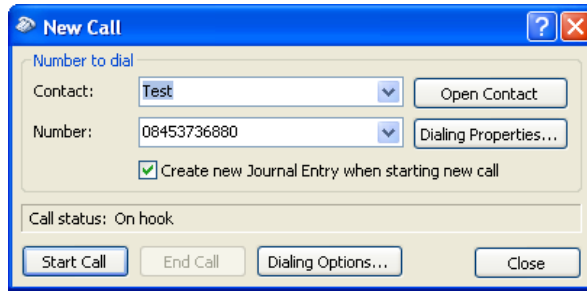 New Call
Number to dial
Contact: Test Open Contact
Number: 08453736880 Dialing Properties...
Create new Journal Entry when starting new call
Call status: On hook
Start Call End Call Dialing Options... Close